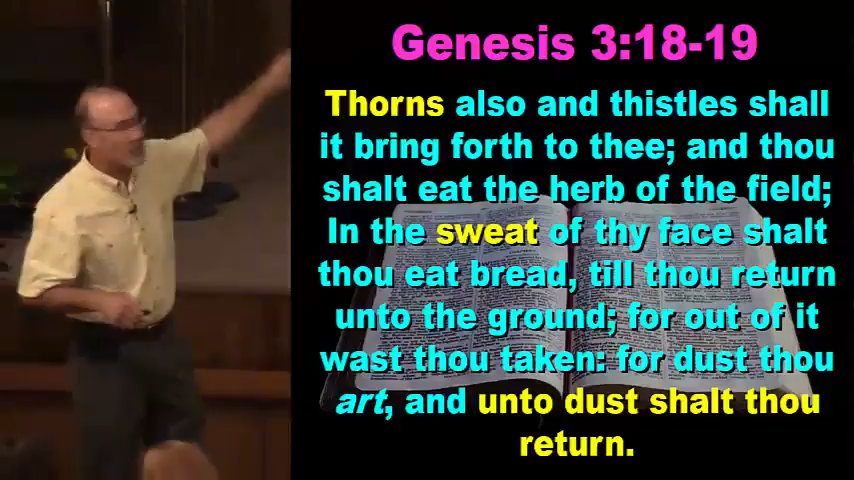 Genesis 3:18-19
Thorns also and thistles shall
it bring forth to thee; and thou
shalt eat the herb of the field;
In the sweat of thy face shalt
thou eat bread, till thou return
unto the ground; for out of it
wast thou taken: for dust thou
art, and unto dust shalt thou
return.